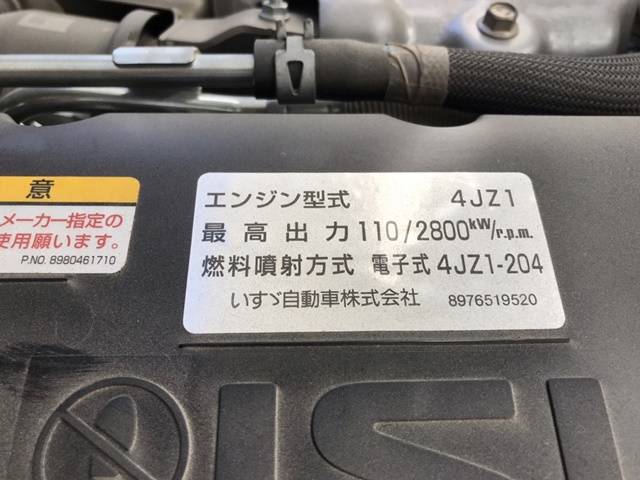 意
メーカー指定の
使用願います。
P.NO. 8980461710
エンジン型式 4JZ1
最高出力 110/2800kW/r.p.m.
燃料噴射方式 電子式 4JZ1-204
いすゞ自動車株式会社 8976519520